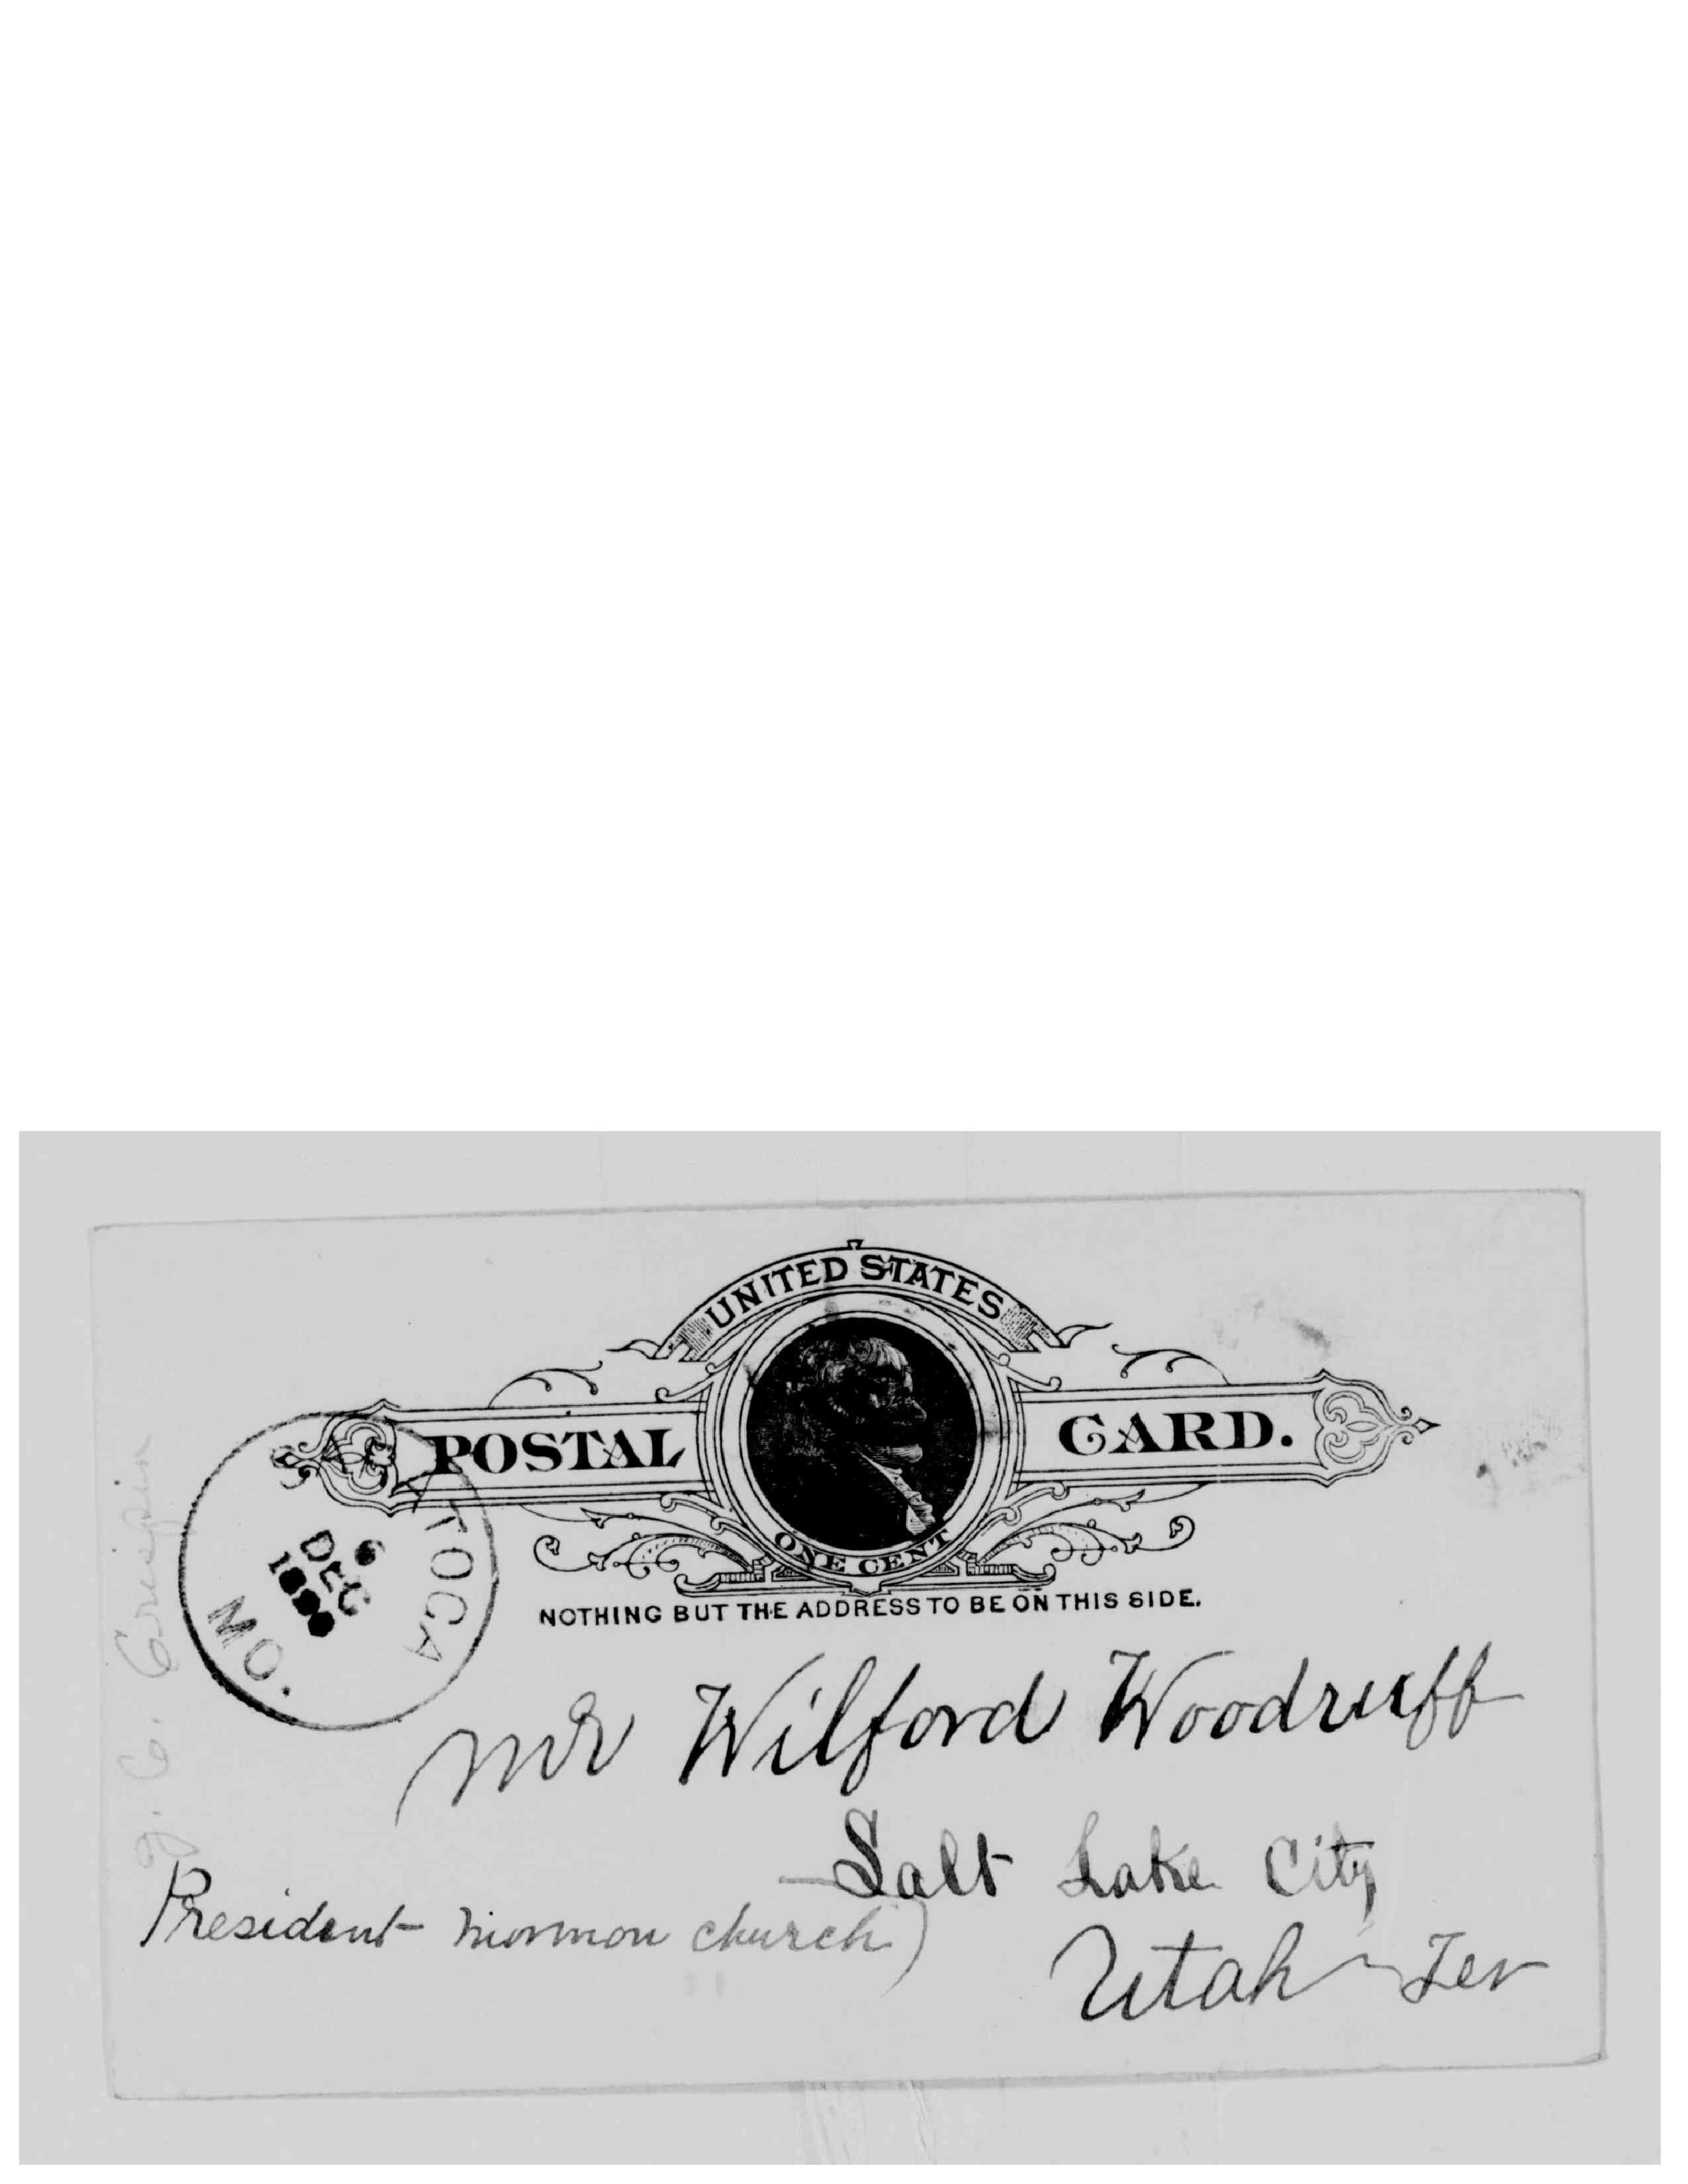 UNITED STATES
POSTAL CARD.
ONE CENT
NOTHING BUT THE ADDRESS TO BE ON THIS SIDE.
6
DEC
MO.
Mr Wilford Woodruff
Salt Lake City
President Mormon church)
Utah Ter